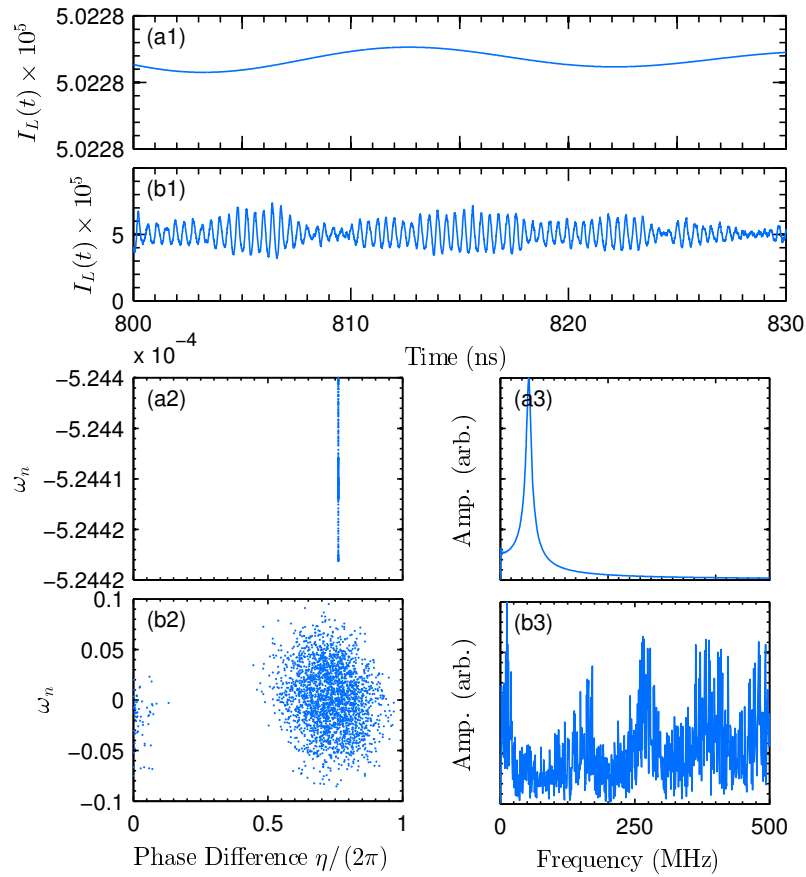 5.0228
(a1)
5.0228
5.0228
I_L(t) × 10^5
(b1)
5
0
I_L(t) × 10^5
800 810 820 830
Time (ns)
x 10^−4
−5.244
−5.244
−5.2441
−5.2442
−5.2442
ω_n
(a2)
(a3)
Amp. (arb.)
0.1
0.05
0
−0.05
−0.1
ω_n
(b2)
0 0.5 1
Phase Difference η/(2π)
(b3)
Amp. (arb.)
0 250 500
Frequency (MHz)